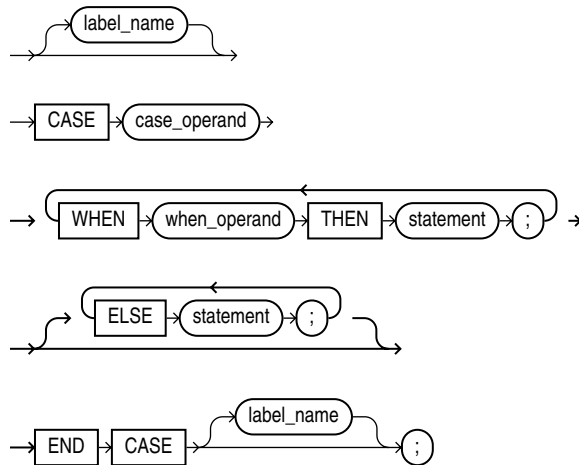 label_name
CASE case_operand
WHEN when_operand THEN statement ;
ELSE statement ;
label_name
END CASE ;